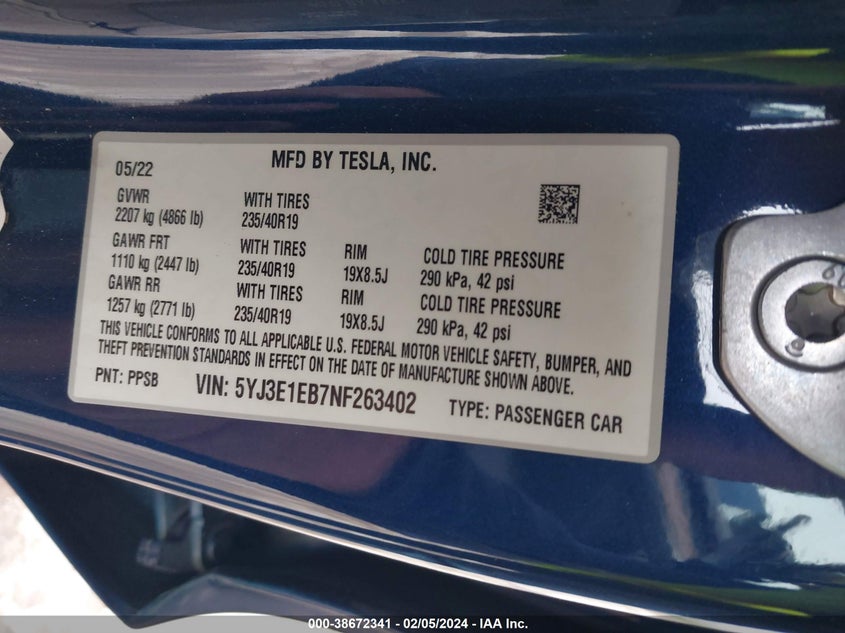 MFD BY TESLA, INC.
05/22
GVWR WITH TIRES
2207 kg (4866 lb) 235/40R19
GAWR FRT WITH TIRES RIM COLD TIRE PRESSURE
1110 kg (2447 lb) 235/40R19 19X8.5J 290 kPa, 42 psi
GAWR RR WITH TIRES RIM COLD TIRE PRESSURE
1257 kg (2771 lb) 235/40R19 19X8.5J 290 kPa, 42 psi
THIS VEHICLE CONFORMS TO ALL APPLICABLE U.S. FEDERAL MOTOR VEHICLE SAFETY, BUMPER, AND
THEFT PREVENTION STANDARDS IN EFFECT ON THE DATE OF MANUFACTURE SHOWN ABOVE.
PNT: PPSB VIN: 5YJ3E1EB7NF263402 TYPE: PASSENGER CAR
000-38672341 - 02/05/2024 - IAA Inc.